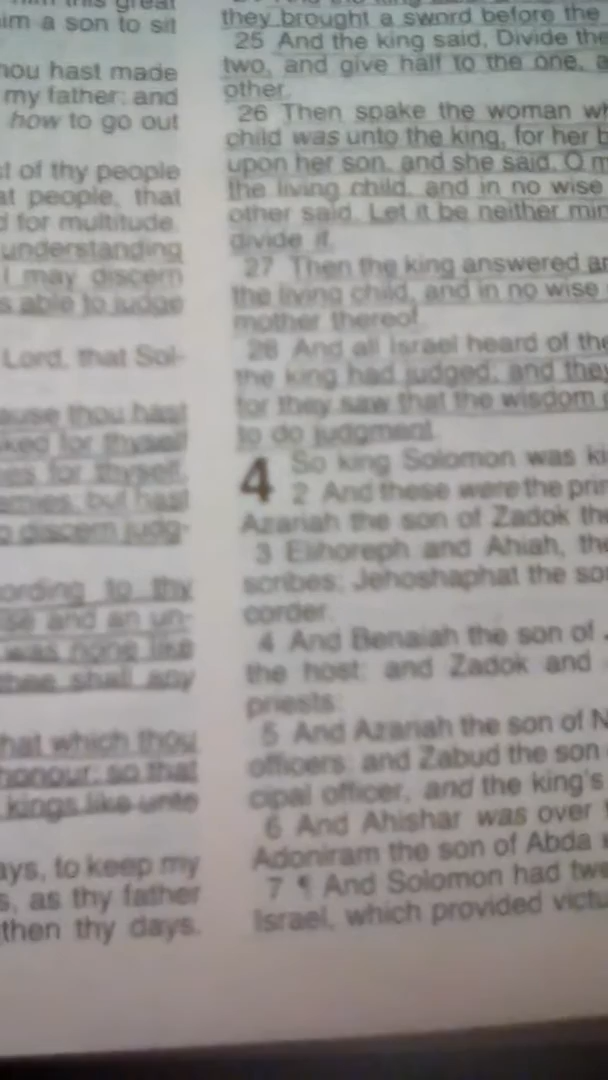 him this great
him a son to sit
thou hast made
my father: and
how to go out
of thy people
people, that
for multitude.
understanding
I may discern
able to judge
Lord, that Sol-
thou hast
for thyself
for thyself,
but hast
discern judg-
to thy
and an un-
was none like
thee shall any
that which thou
honour: so that
kings like unto
to keep my
as thy father
then thy days.
they brought a sword before the
25 And the king said, Divide the
two, and give half to the one, a
other.
26 Then spake the woman wh
child was unto the king, for her b
upon her son, and she said, O m
the living child, and in no wise
other said, Let it be neither min
divide it.
27 Then the king answered an
the living child, and in no wise
mother thereof.
28 And all Israel heard of the
the king had judged; and they
for they saw that the wisdom
to do judgment.
4 So king Solomon was ki
2 And these were the prin
Azariah the son of Zadok the
3 Elihoreph and Ahiah, the
scribes; Jehoshaphat the so
corder.
4 And Benaiah the son of
the host: and Zadok and
priests:
5 And Azariah the son of N
officers: and Zabud the son
cipal officer, and the king's
6 And Ahishar was over
Adoniram the son of Abda
7 ¶ And Solomon had twe
Israel, which provided victu